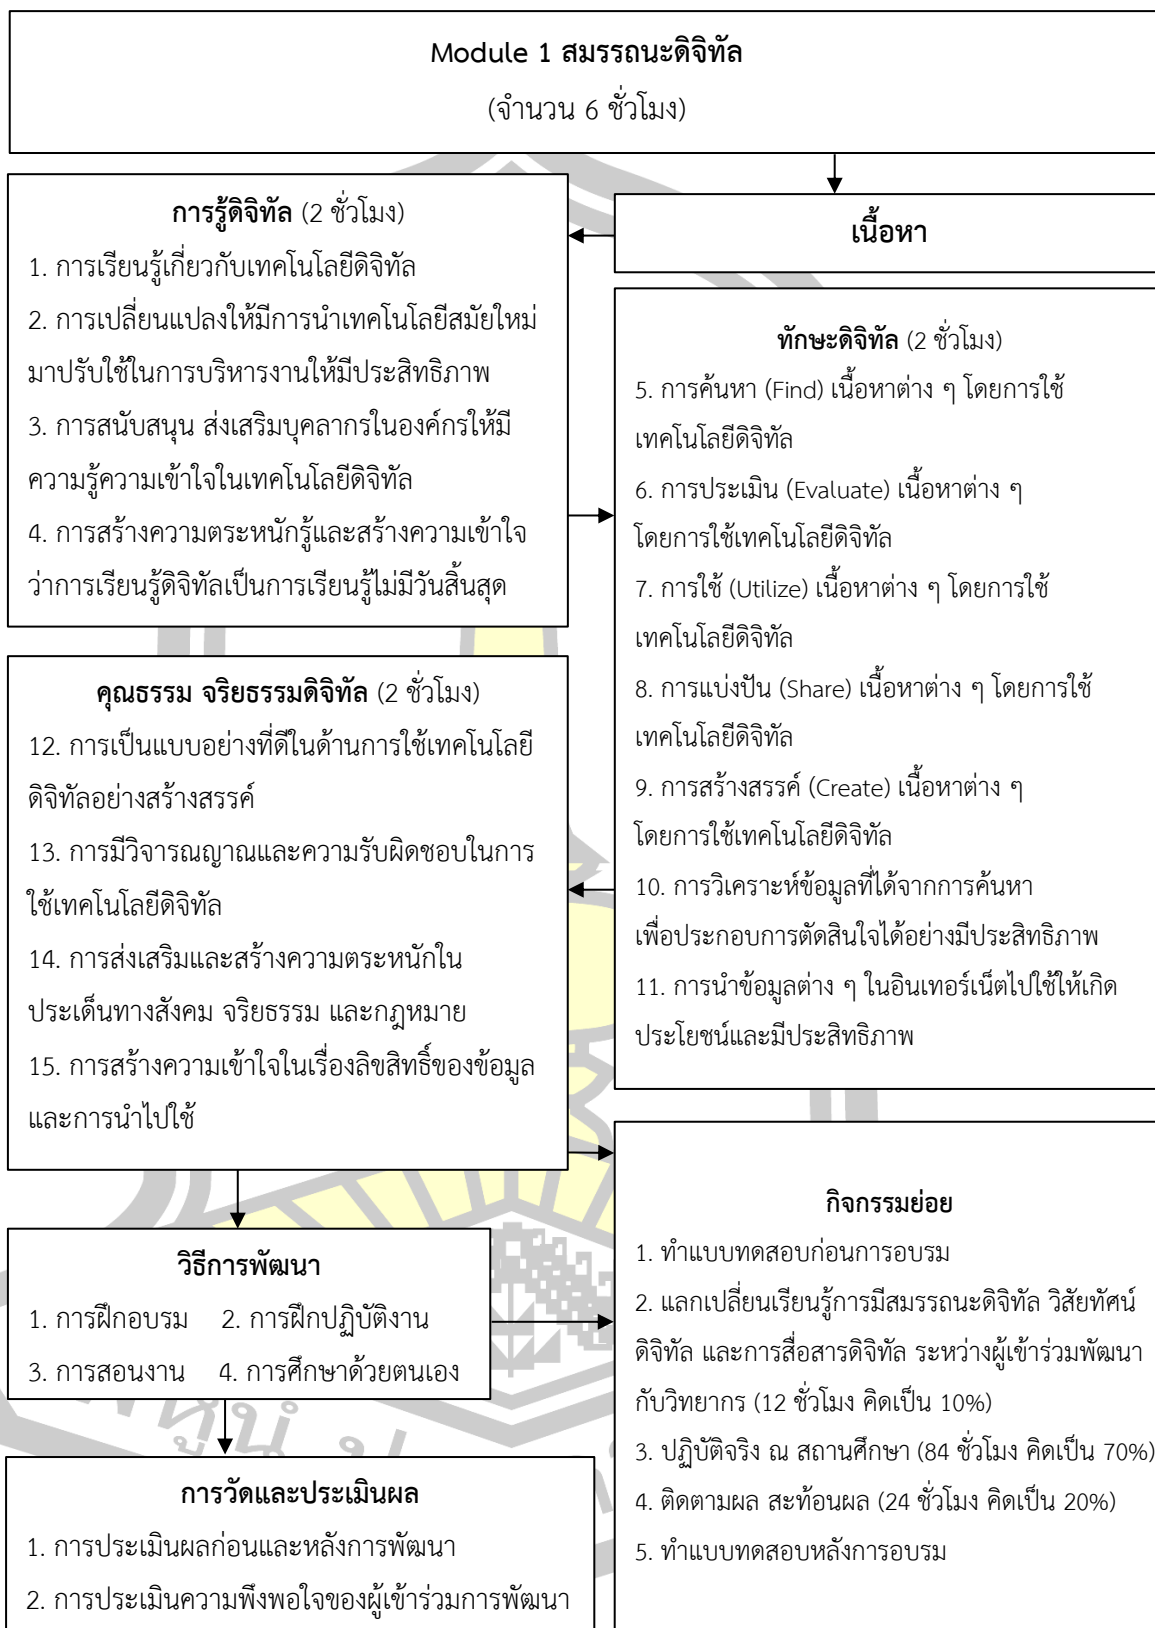 Module 1 สมรรถนะดิจิทัล
(จำนวน 6 ชั่วโมง)
เนื้อหา
การรู้ดิจิทัล (2 ชั่วโมง)
1. การเรียนรู้เกี่ยวกับเทคโนโลยีดิจิทัล
2. การเปลี่ยนแปลงให้มีการนำเทคโนโลยีสมัยใหม่
มาปรับใช้ในการบริหารงานให้มีประสิทธิภาพ
3. การสนับสนุน ส่งเสริมบุคลากรในองค์กรให้มี
ความรู้ความเข้าใจในเทคโนโลยีดิจิทัล
4. การสร้างความตระหนักรู้และสร้างความเข้าใจ
ว่าการเรียนรู้ดิจิทัลเป็นการเรียนรู้ไม่มีวันสิ้นสุด
ทักษะดิจิทัล (2 ชั่วโมง)
5. การค้นหา (Find) เนื้อหาต่าง ๆ โดยการใช้
เทคโนโลยีดิจิทัล
6. การประเมิน (Evaluate) เนื้อหาต่าง ๆ
โดยการใช้เทคโนโลยีดิจิทัล
7. การใช้ (Utilize) เนื้อหาต่าง ๆ โดยการใช้
เทคโนโลยีดิจิทัล
8. การแบ่งปัน (Share) เนื้อหาต่าง ๆ โดยการใช้
เทคโนโลยีดิจิทัล
9. การสร้างสรรค์ (Create) เนื้อหาต่าง ๆ
โดยการใช้เทคโนโลยีดิจิทัล
10. การวิเคราะห์ข้อมูลที่ได้จากการค้นหา
เพื่อประกอบการตัดสินใจได้อย่างมีประสิทธิภาพ
11. การนำข้อมูลต่าง ๆ ในอินเทอร์เน็ตไปใช้ให้เกิด
ประโยชน์และมีประสิทธิภาพ
คุณธรรม จริยธรรมดิจิทัล (2 ชั่วโมง)
12. การเป็นแบบอย่างที่ดีในด้านการใช้เทคโนโลยี
ดิจิทัลอย่างสร้างสรรค์
13. การมีวิจารณญาณและความรับผิดชอบในการ
ใช้เทคโนโลยีดิจิทัล
14. การส่งเสริมและสร้างความตระหนักใน
ประเด็นทางสังคม จริยธรรม และกฎหมาย
15. การสร้างความเข้าใจในเรื่องลิขสิทธิ์ของข้อมูล
และการนำไปใช้
วิธีการพัฒนา
1. การฝึกอบรม 2. การฝึกปฏิบัติงาน
3. การสอนงาน 4. การศึกษาด้วยตนเอง
กิจกรรมย่อย
1. ทำแบบทดสอบก่อนการอบรม
2. แลกเปลี่ยนเรียนรู้การมีสมรรถนะดิจิทัล วิสัยทัศน์
ดิจิทัล และการสื่อสารดิจิทัล ระหว่างผู้เข้าร่วมพัฒนา
กับวิทยากร (12 ชั่วโมง คิดเป็น 10%)
3. ปฏิบัติจริง ณ สถานศึกษา (84 ชั่วโมง คิดเป็น 70%)
4. ติดตามผล สะท้อนผล (24 ชั่วโมง คิดเป็น 20%)
5. ทำแบบทดสอบหลังการอบรม
การวัดและประเมินผล
1. การประเมินผลก่อนและหลังการพัฒนา
2. การประเมินความพึงพอใจของผู้เข้าร่วมการพัฒนา